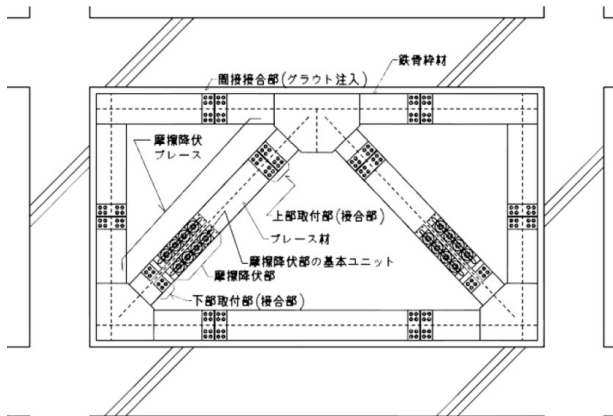 間接接合部(グラウト注入)
鉄骨枠材
摩擦降伏
ブレース
上部取付部(接合部)
ブレース材
摩擦降伏部の基本ユニット
摩擦降伏部
下部取付部(接合部)